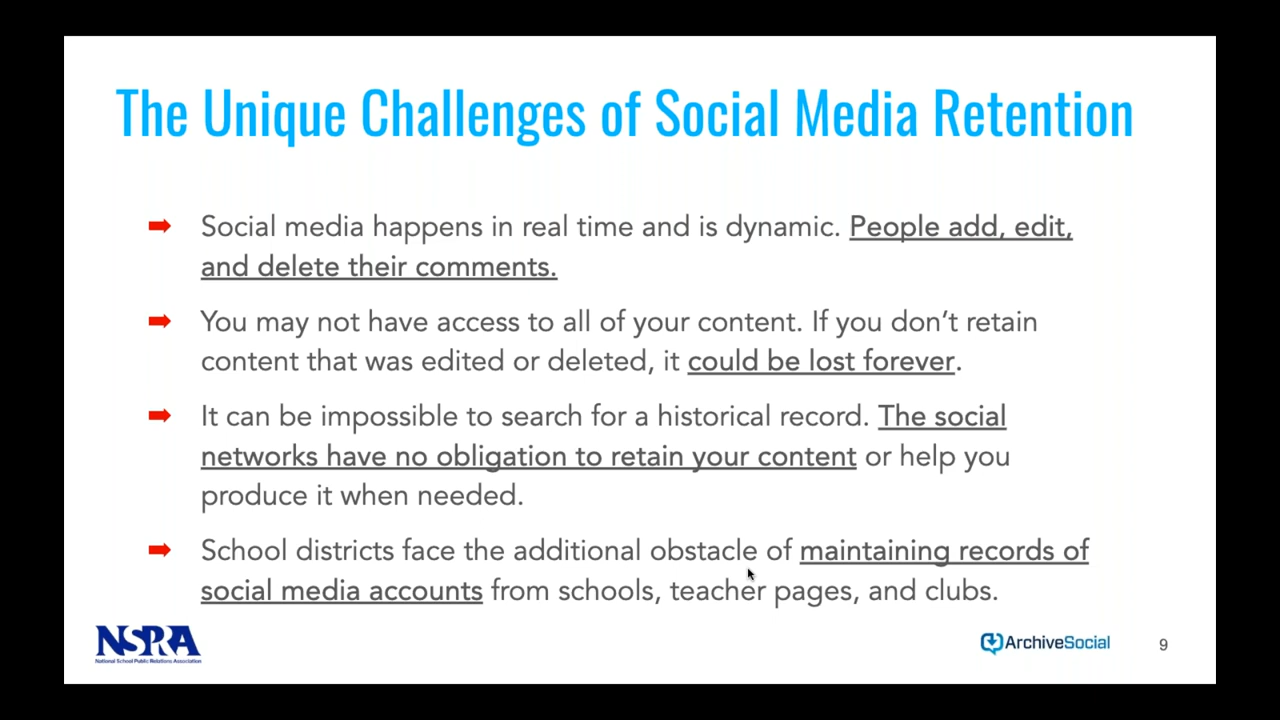 The Unique Challenges of Social Media Retention
Social media happens in real time and is dynamic. People add, edit,
and delete their comments.
You may not have access to all of your content. If you don’t retain
content that was edited or deleted, it could be lost forever.
It can be impossible to search for a historical record. The social
networks have no obligation to retain your content or help you
produce it when needed.
School districts face the additional obstacle of maintaining records of
social media accounts from schools, teacher pages, and clubs.
NSPRA
National School Public Relations Association
ArchiveSocial
9